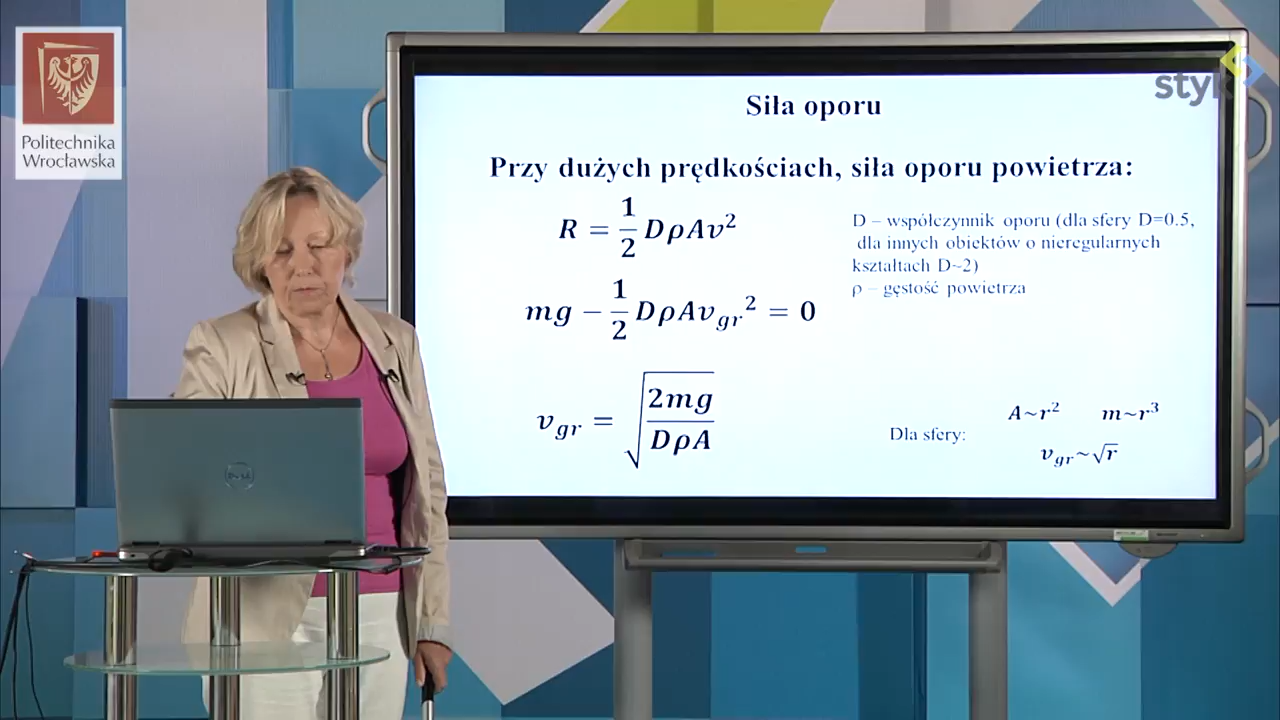 Politechnika
Wrocławska
styk
Siła oporu
Przy dużych prędkościach, siła oporu powietrza:
R = 1/2 DρAv²
D – współczynnik oporu (dla sfery D=0.5,
dla innych obiektów o nieregularnych
kształtach D~2)
ρ – gęstość powietrza
mg − 1/2 DρAv_gr² = 0
v_gr = √(2mg/DρA)
Dla sfery:
A~r² m~r³
v_gr~√r
DELL